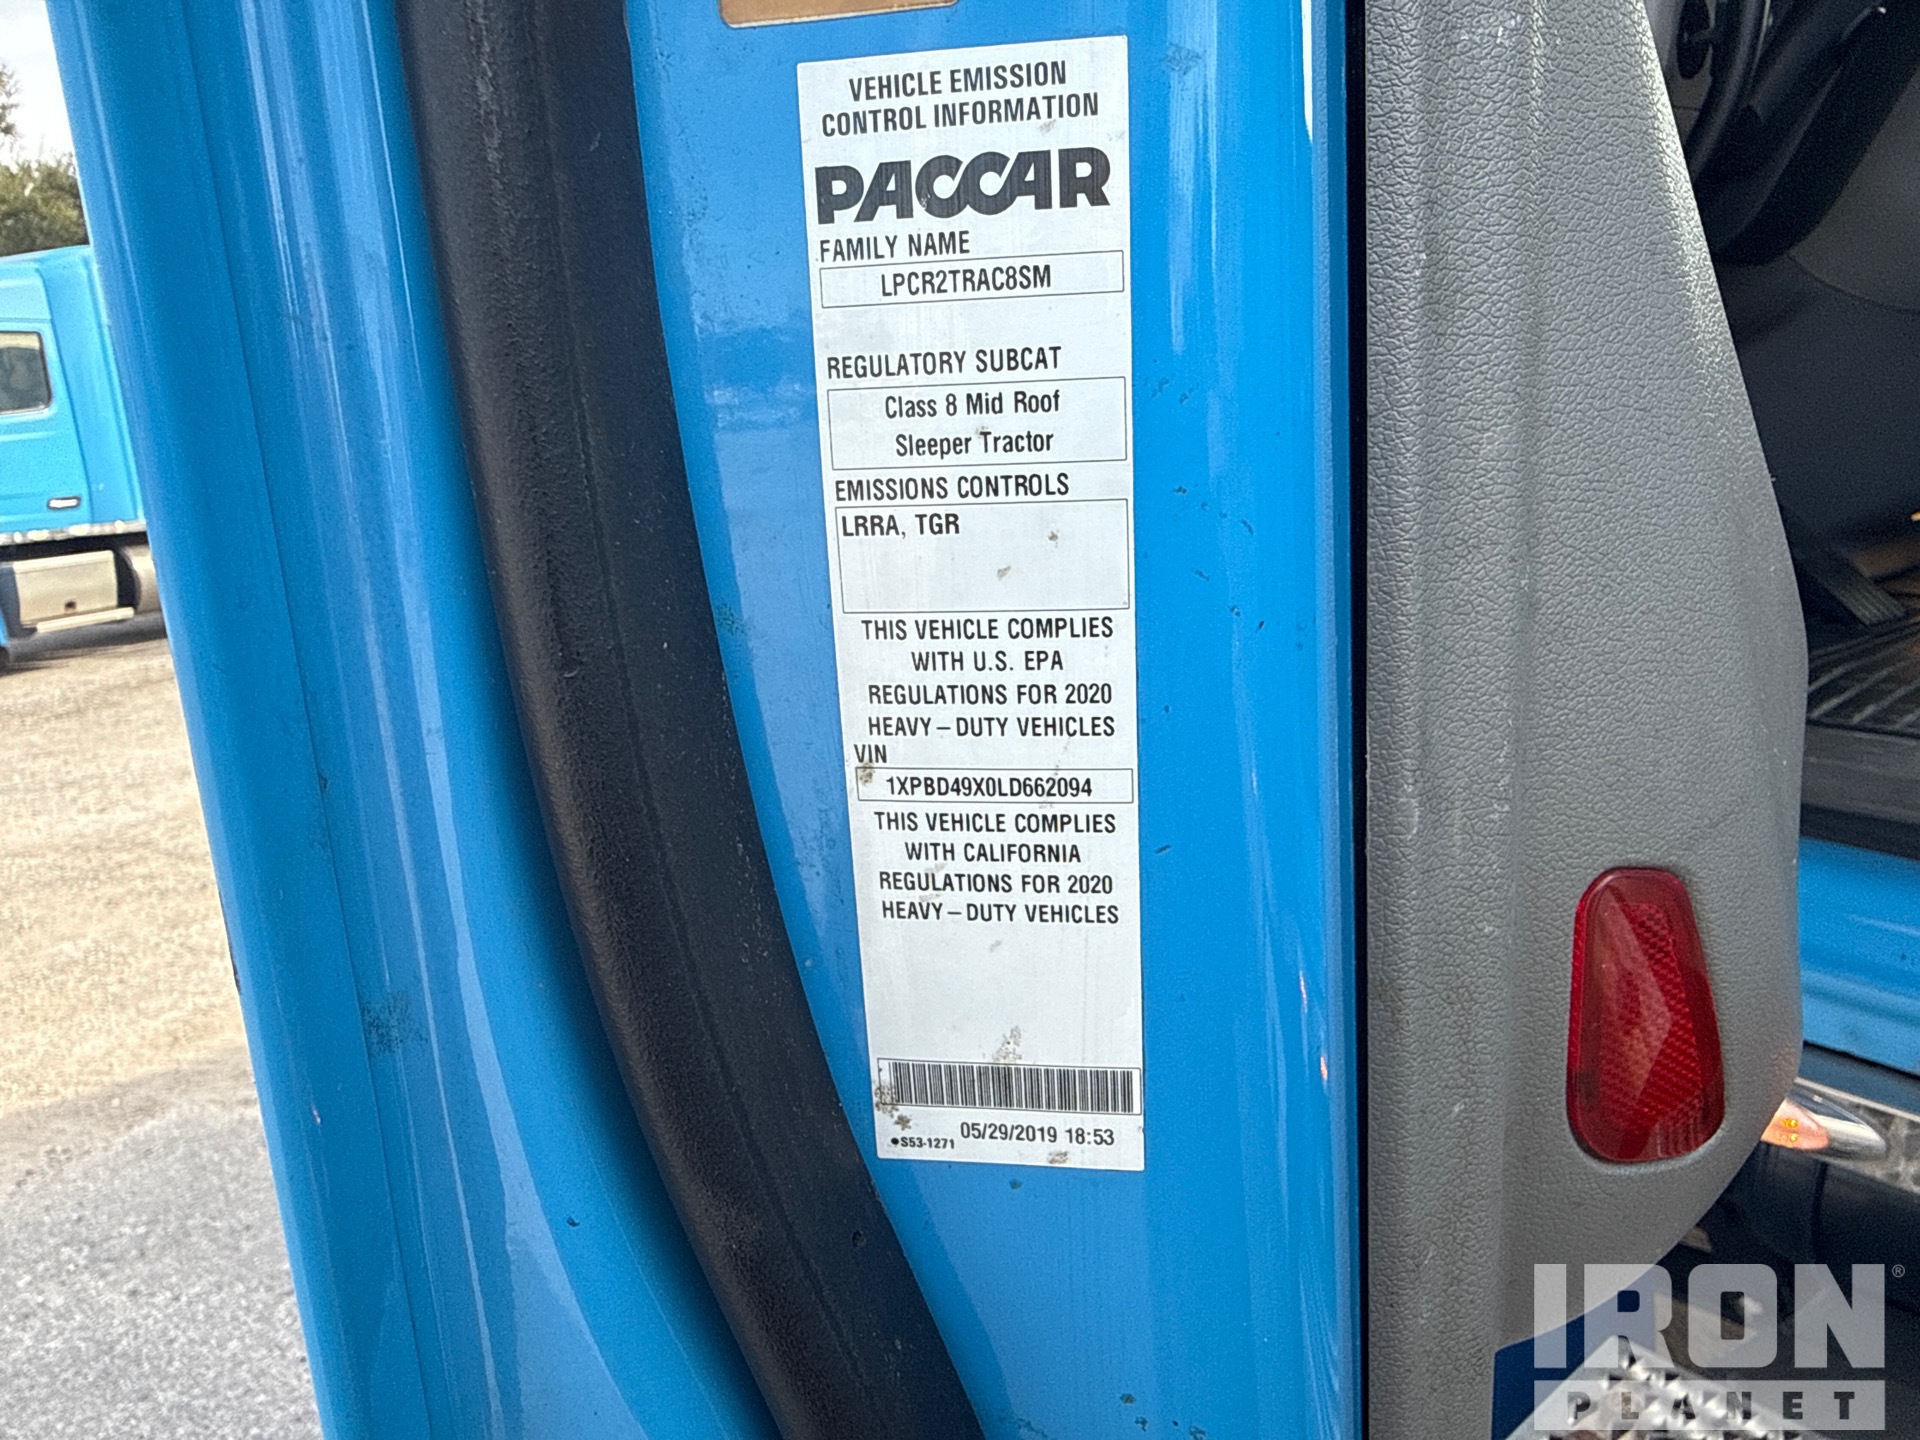 VEHICLE EMISSION
CONTROL INFORMATION
PACCAR
FAMILY NAME
LPCR2TRAC8SM
REGULATORY SUBCAT
Class 8 Mid Roof
Sleeper Tractor
EMISSIONS CONTROLS
LRRA, TGR
THIS VEHICLE COMPLIES
WITH U.S. EPA
REGULATIONS FOR 2020
HEAVY–DUTY VEHICLES
VIN
1XPBD49X0LD662094
THIS VEHICLE COMPLIES
WITH CALIFORNIA
REGULATIONS FOR 2020
HEAVY–DUTY VEHICLES
●S53-1271 05/29/2019 18:53
IRON®
PLANET